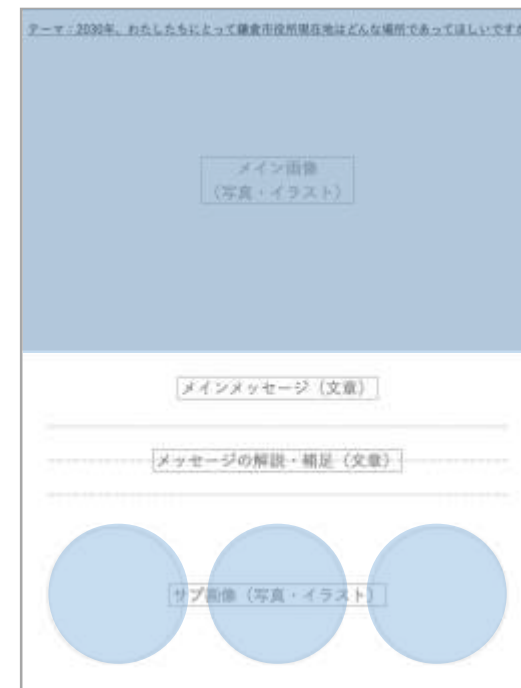 テーマ：2030年、わたしたちにとって鎌倉市役所現在地はどんな場所であってほしいですか
メイン画像
（写真・イラスト）
メインメッセージ（文章）
メッセージの解説・補足（文章）
サブ画像（写真・イラスト）